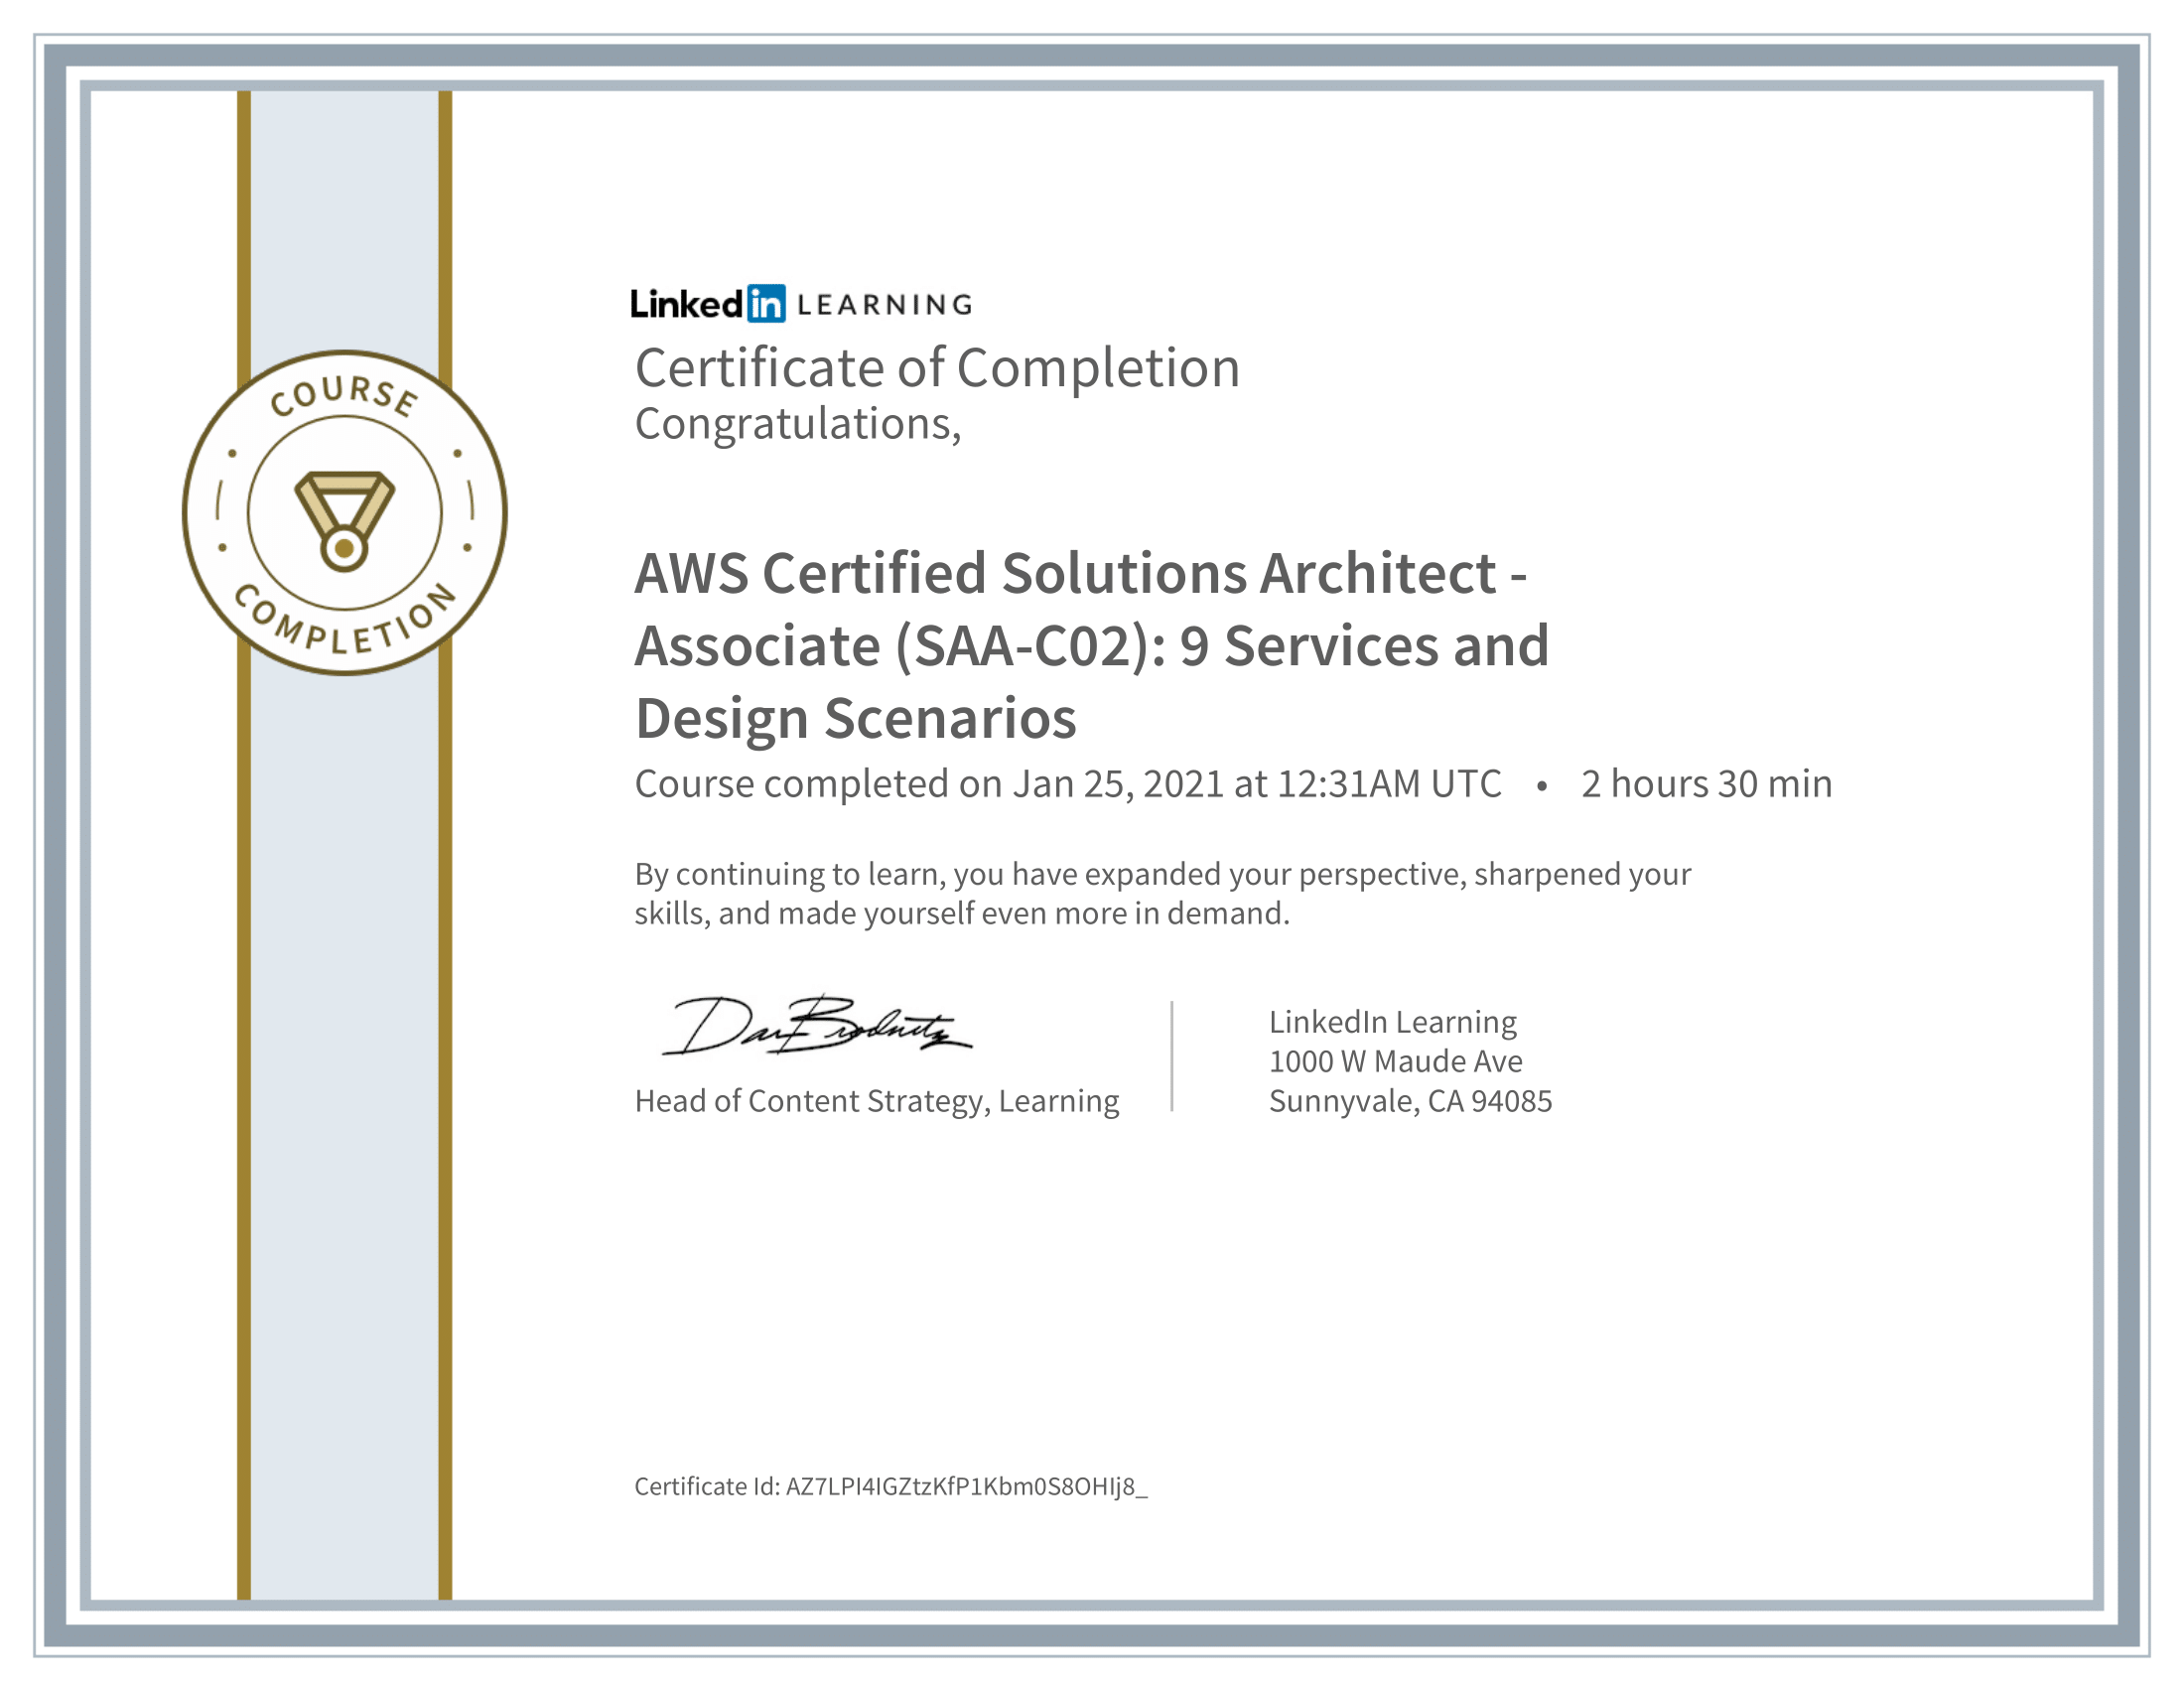 COURSE
COMPLETION
Linked in LEARNING
Certificate of Completion
Congratulations,
AWS Certified Solutions Architect -
Associate (SAA-C02): 9 Services and
Design Scenarios
Course completed on Jan 25, 2021 at 12:31AM UTC • 2 hours 30 min
By continuing to learn, you have expanded your perspective, sharpened your
skills, and made yourself even more in demand.
Dan Brodnitz
Head of Content Strategy, Learning
LinkedIn Learning
1000 W Maude Ave
Sunnyvale, CA 94085
Certificate Id: AZ7LPI4IGZtzKfP1Kbm0S8OHIj8_